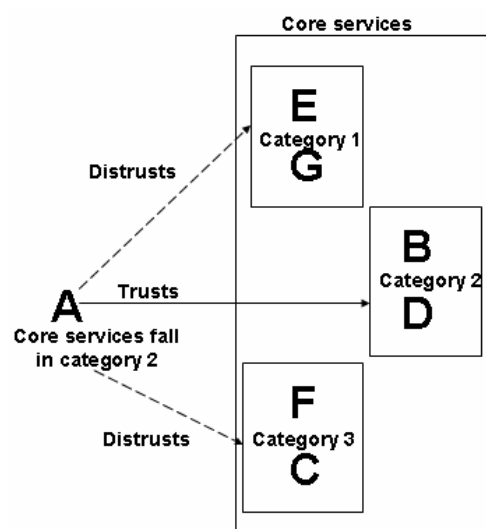 Core services
E
Category 1
G
Distrusts
B
Category 2
D
A
Trusts
Core services fall
in category 2
F
Category 3
C
Distrusts